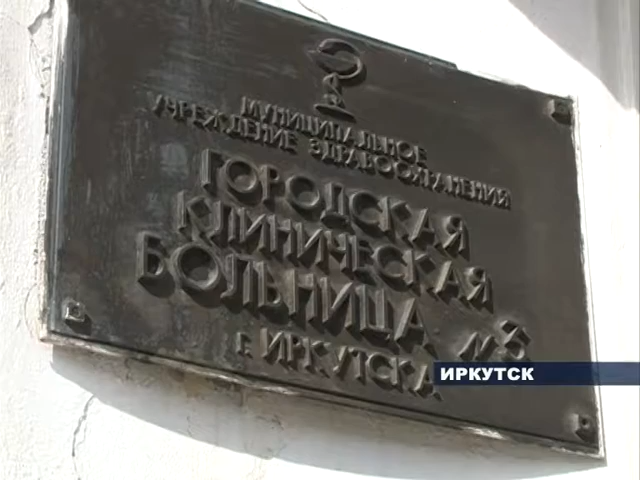 МУНИЦИПАЛЬНОЕ
УЧРЕЖДЕНИЕ ЗДРАВООХРАНЕНИЯ
ГОРОДСКАЯ
КЛИНИЧЕСКАЯ
БОЛЬНИЦА №3
г. ИРКУТСКА
ИРКУТСК